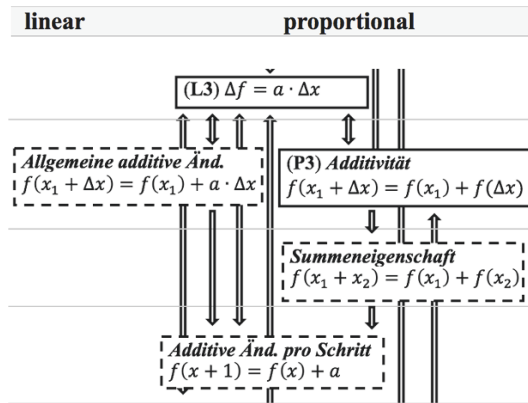 linear proportional
(L3) Δf = a · Δx
Allgemeine additive Änd.
f(x₁ + Δx) = f(x₁) + a · Δx
(P3) Additivität
f(x₁ + Δx) = f(x₁) + f(Δx)
Summeneigenschaft
f(x₁ + x₂) = f(x₁) + f(x₂)
Additive Änd. pro Schritt
f(x + 1) = f(x) + a